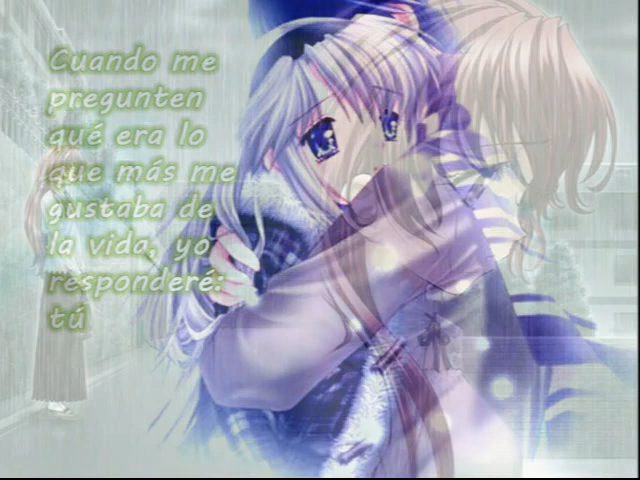 Cuando me
pregunten
qué era lo
que más me
gustaba de
la vida, yo
responderé:
tú